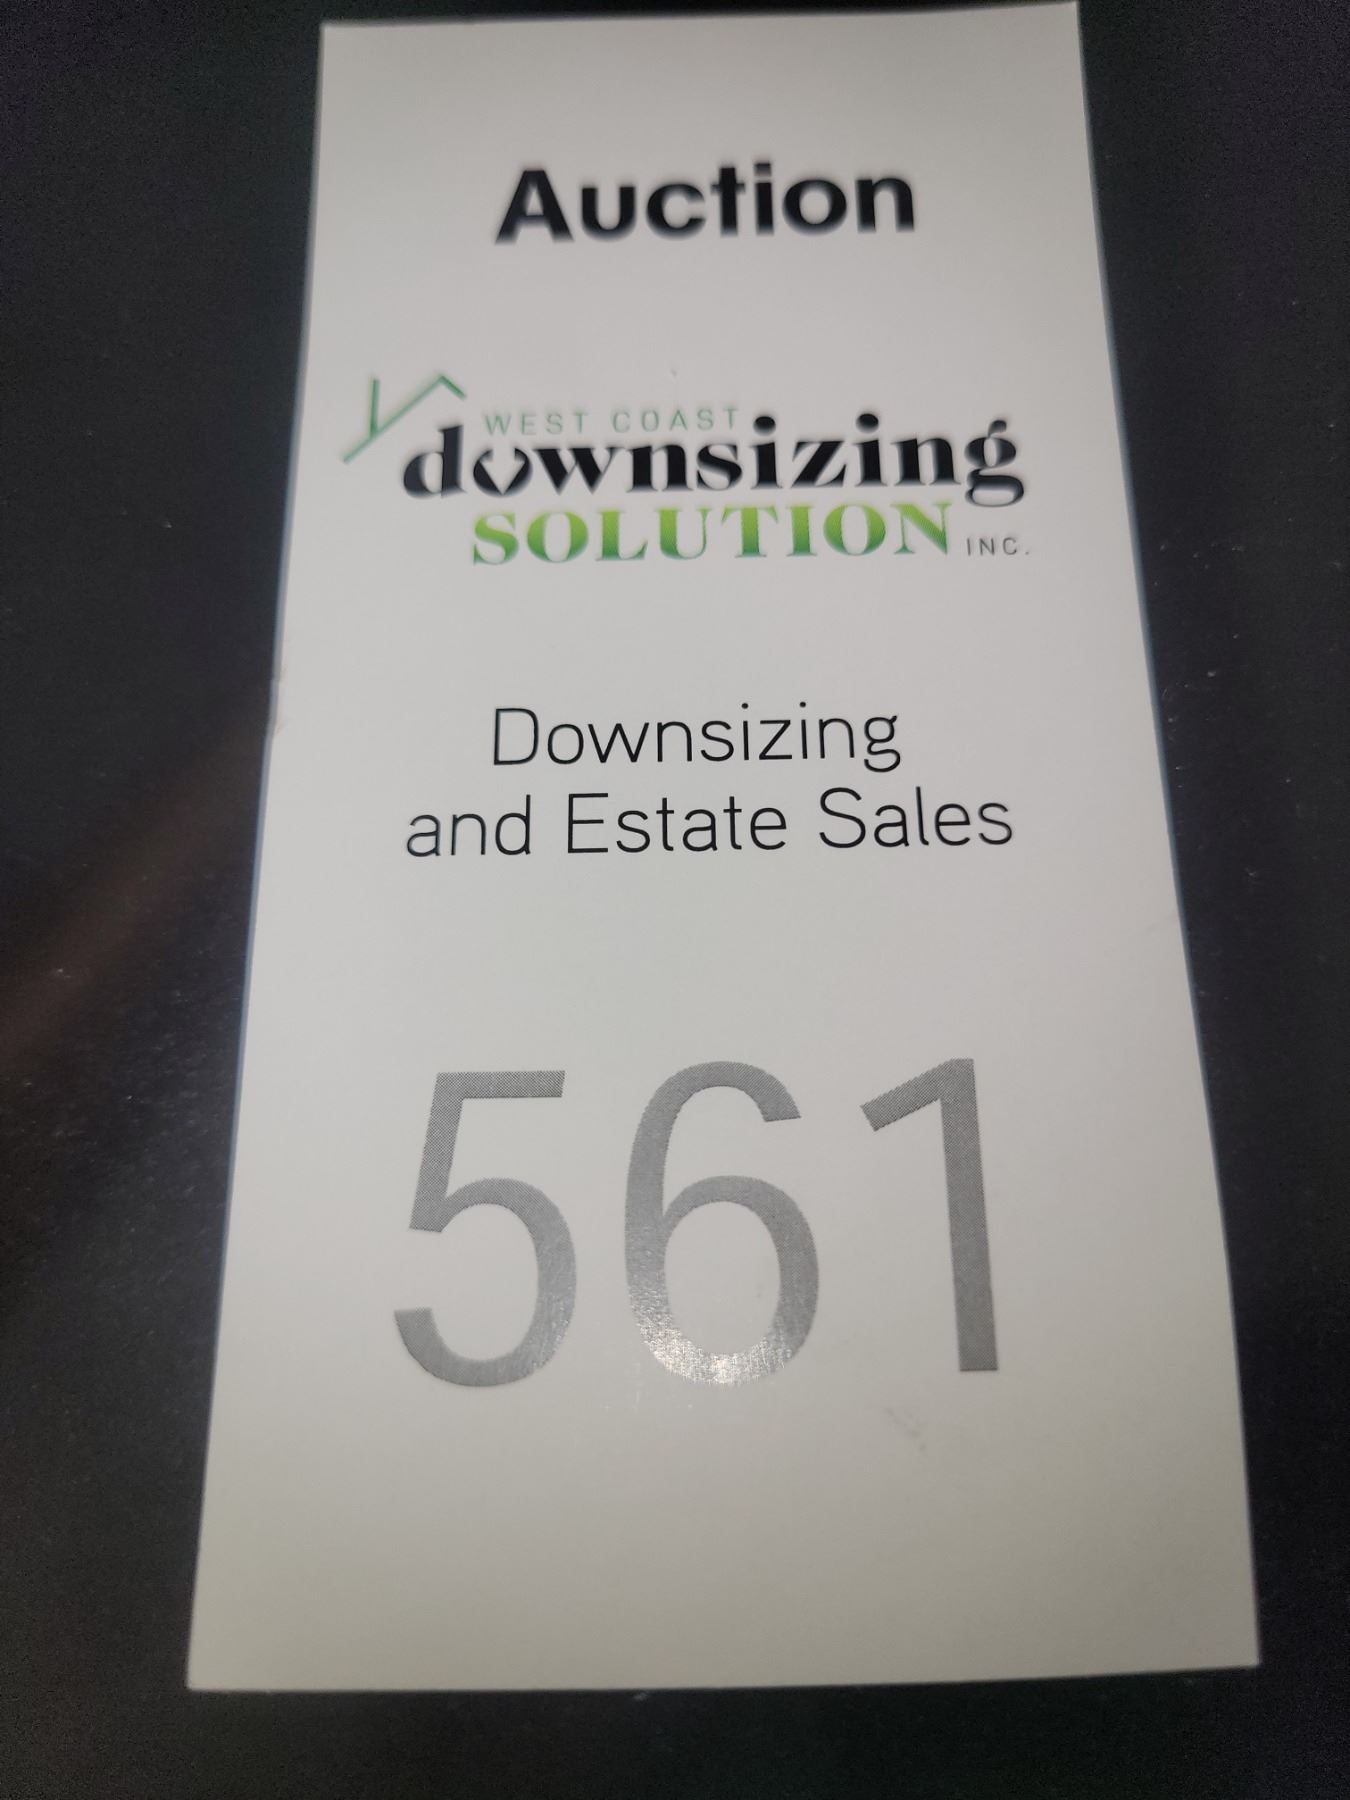 Auction
WEST COAST
downsizing
SOLUTION INC.
Downsizing
and Estate Sales
561